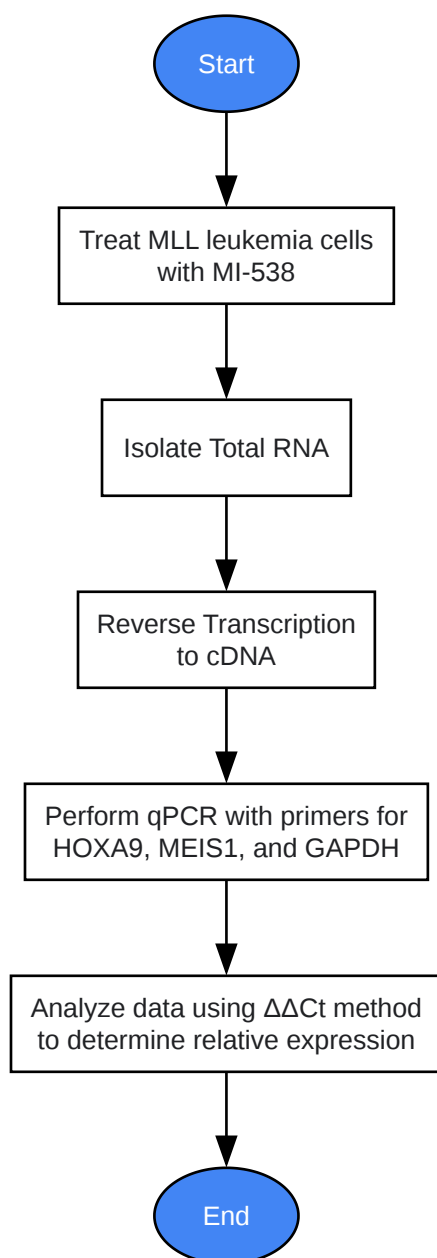 Start
Treat MLL leukemia cells
with MI-538
Isolate Total RNA
Reverse Transcription
to cDNA
Perform qPCR with primers for
HOXA9, MEIS1, and GAPDH
Analyze data using ΔΔCt method
to determine relative expression
End